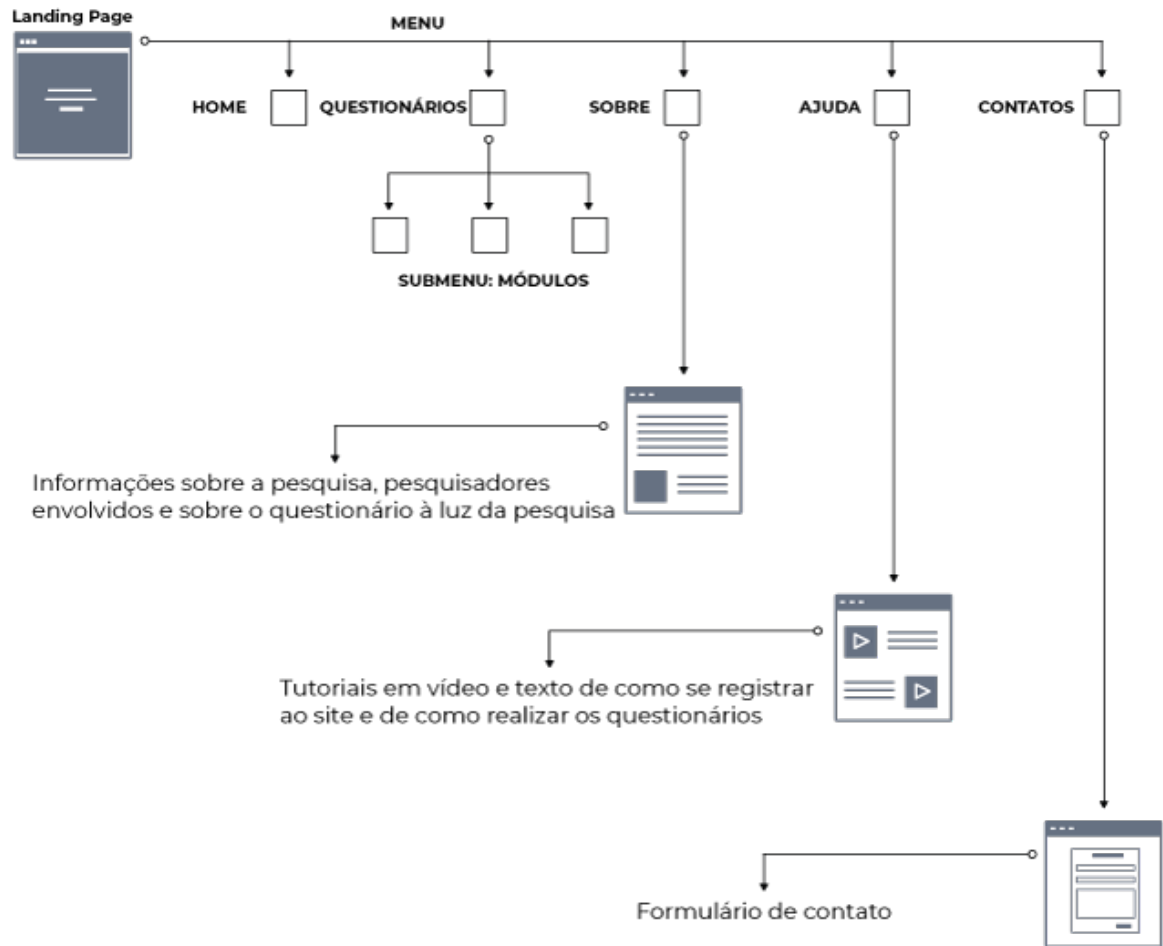 Landing Page
MENU
HOME
QUESTIONÁRIOS
SOBRE
AJUDA
CONTATOS
SUBMENU: MÓDULOS
Informações sobre a pesquisa, pesquisadores
envolvidos e sobre o questionário à luz da pesquisa
Tutoriais em vídeo e texto de como se registrar
ao site e de como realizar os questionários
Formulário de contato